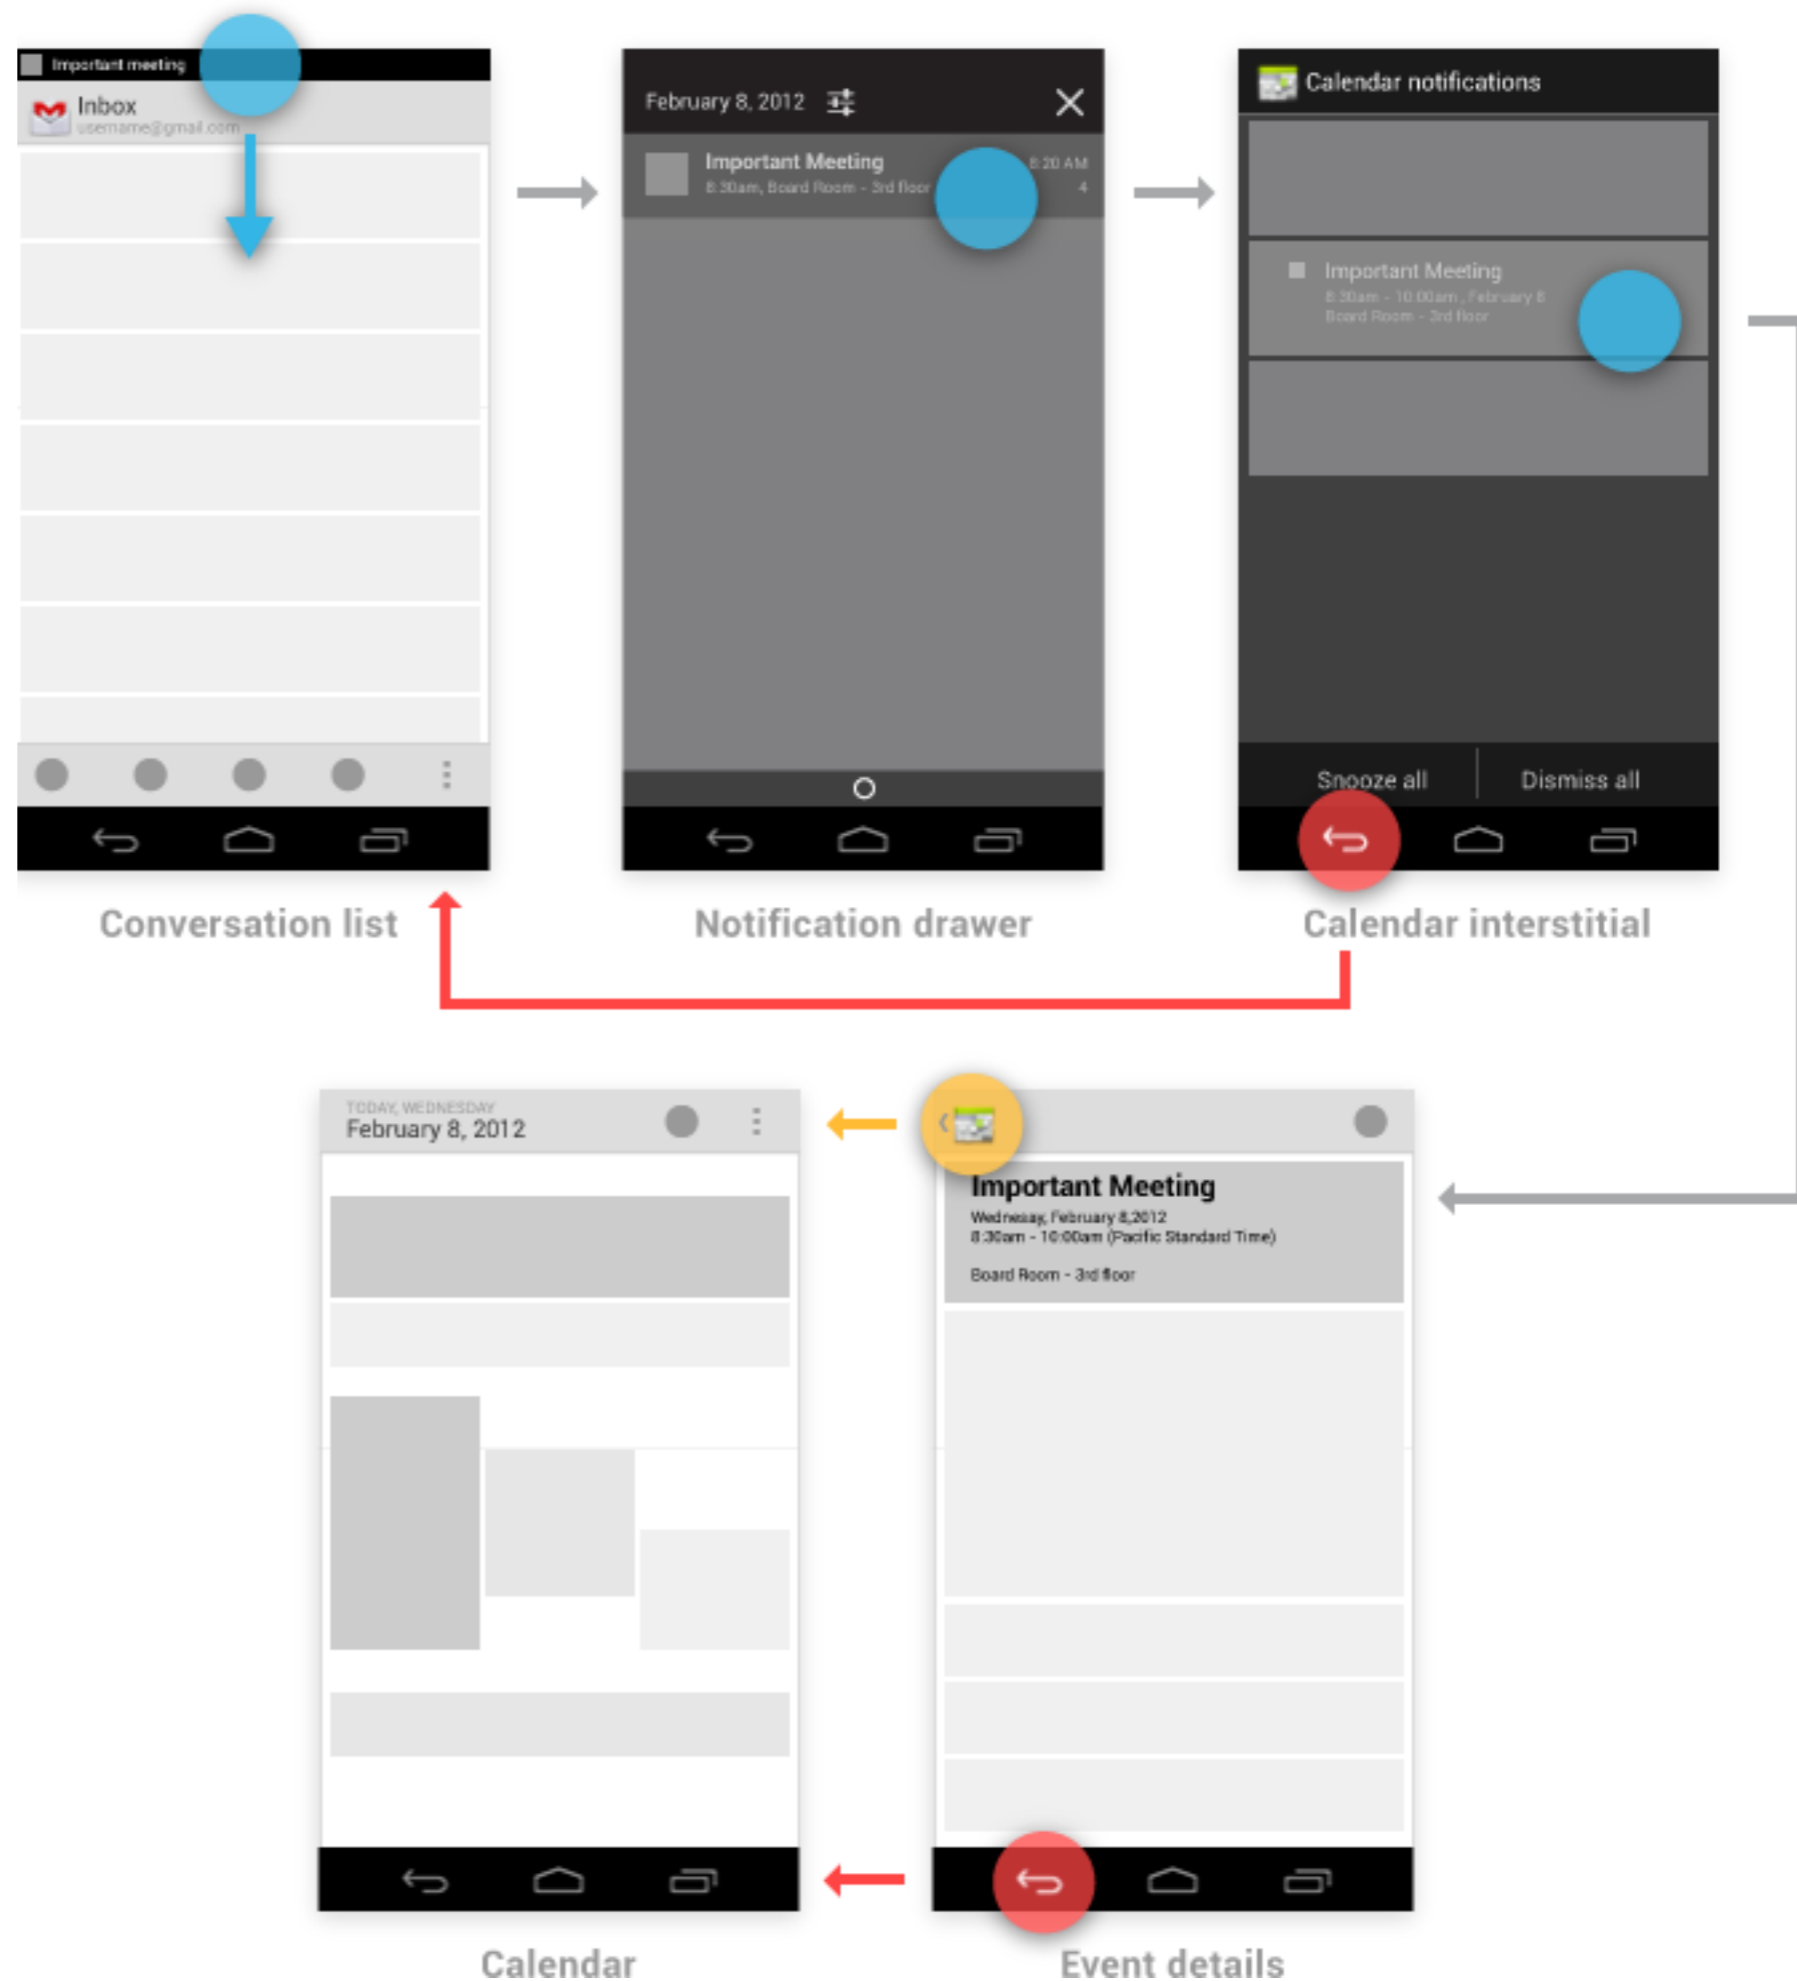 Important meeting
Inbox
username@gmail.com
February 8, 2012
Important Meeting
8:20 AM
8:30am, Board Room - 3rd floor
4
Calendar notifications
Important Meeting
8:30am - 10:00am , February 8
Board Room - 3rd floor
Snooze all
Dismiss all
Conversation list
Notification drawer
Calendar interstitial
TODAY, WEDNESDAY
February 8, 2012
Important Meeting
Wednesay, February 8,2012
8:30am - 10:00am (Pacific Standard Time)
Board Room - 3rd floor
Calendar
Event details